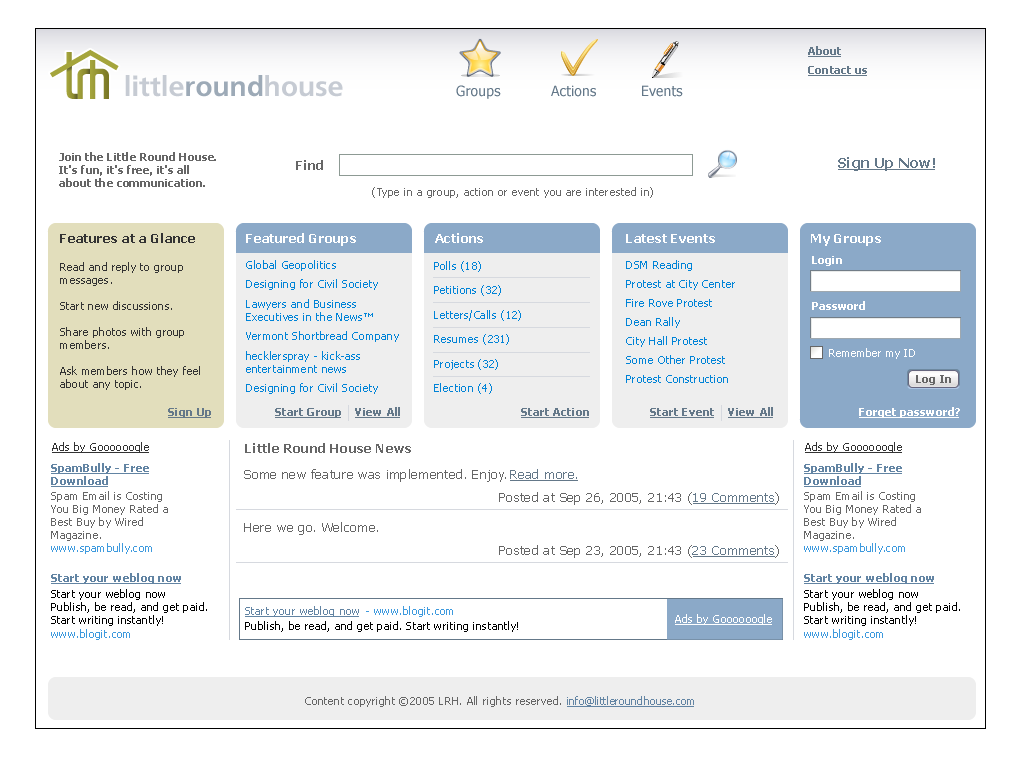 littleroundhouse
Groups
Actions
Events
About
Contact us
Join the Little Round House.
It's fun, it's free, it's all
about the communication.
Find
(Type in a group, action or event you are interested in)
Sign Up Now!
Features at a Glance
Read and reply to group
messages.
Start new discussions.
Share photos with group
members.
Ask members how they feel
about any topic.
Sign Up
Featured Groups
Global Geopolitics
Designing for Civil Society
Lawyers and Business
Executives in the News™
Vermont Shortbread Company
hecklerspray - kick-ass
entertainment news
Designing for Civil Society
Start Group View All
Actions
Polls (18)
Petitions (32)
Letters/Calls (12)
Resumes (231)
Projects (32)
Election (4)
Start Action
Latest Events
DSM Reading
Protest at City Center
Fire Rove Protest
Dean Rally
City Hall Protest
Some Other Protest
Protest Construction
Start Event View All
My Groups
Login
Password
Remember my ID
Log In
Forget password?
Ads by Goooooogle
SpamBully - Free
Download
Spam Email is Costing
You Big Money Rated a
Best Buy by Wired
Magazine.
www.spambully.com
Start your weblog now
Start your weblog now
Publish, be read, and get paid.
Start writing instantly!
www.blogit.com
Little Round House News
Some new feature was implemented. Enjoy. Read more.
Posted at Sep 26, 2005, 21:43 (19 Comments)
Here we go. Welcome.
Posted at Sep 23, 2005, 21:43 (23 Comments)
Start your weblog now - www.blogit.com
Publish, be read, and get paid. Start writing instantly!
Ads by Goooooogle
Ads by Goooooogle
SpamBully - Free
Download
Spam Email is Costing
You Big Money Rated a
Best Buy by Wired
Magazine.
www.spambully.com
Start your weblog now
Start your weblog now
Publish, be read, and get paid.
Start writing instantly!
www.blogit.com
Content copyright ©2005 LRH. All rights reserved. info@littleroundhouse.com